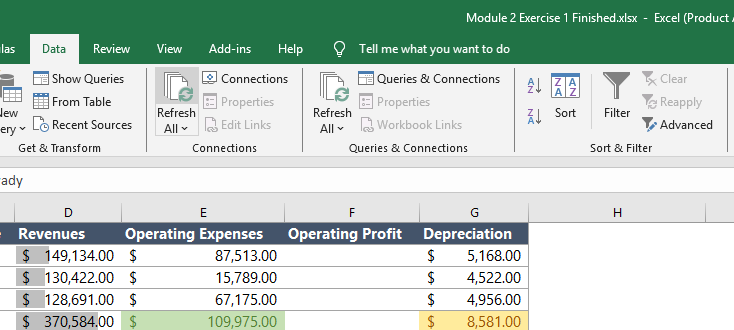 Module 2 Exercise 1 Finished.xlsx - Excel (Product
Data Review View Add-ins Help Tell me what you want to do
Show Queries
From Table
Recent Sources
Get & Transform
Refresh All
Connections
Properties
Edit Links
Connections
Refresh All
Queries & Connections
Properties
Workbook Links
Queries & Connections
A Z
Z A
Z A A Z
Sort
Filter
Clear
Reapply
Advanced
Sort & Filter
D E F G H
Revenues Operating Expenses Operating Profit Depreciation
$ 149,134.00 $ 87,513.00 $ 5,168.00
$ 130,422.00 $ 15,789.00 $ 4,522.00
$ 128,691.00 $ 67,175.00 $ 4,956.00
$ 370,584.00 $ 109,975.00 $ 8,581.00